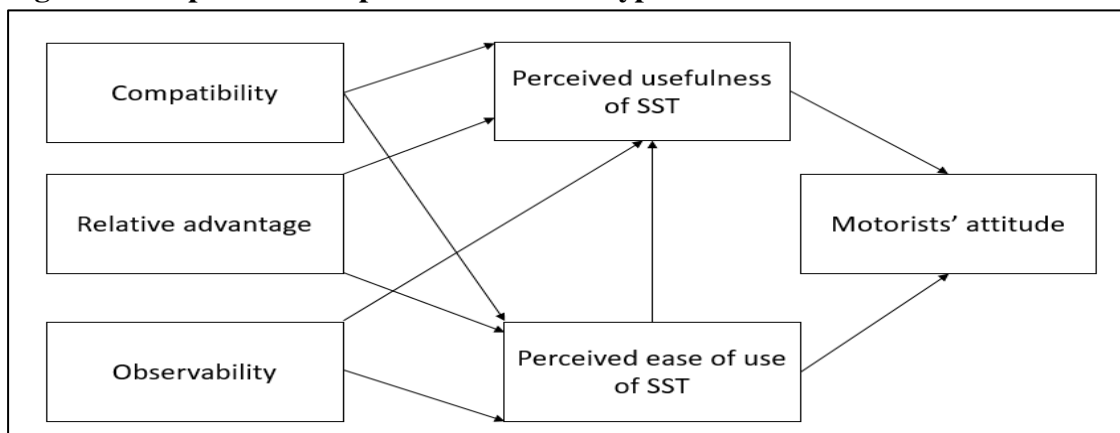 Compatibility
Perceived usefulness
of SST
Relative advantage
Motorists’ attitude
Observability
Perceived ease of use
of SST